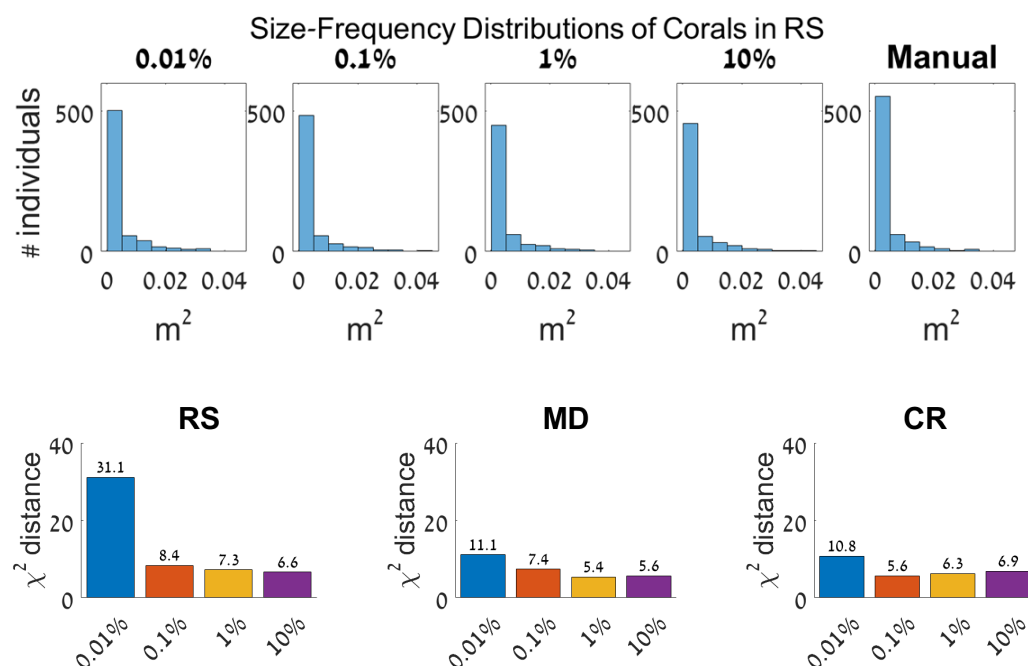 Size-Frequency Distributions of Corals in RS
0.01% 0.1% 1% 10% Manual
# individuals
500 500 500 500 500
0 0 0 0 0
0 0.02 0.04 0 0.02 0.04 0 0.02 0.04 0 0.02 0.04 0 0.02 0.04
m² m² m² m² m²
RS MD CR
χ² distance χ² distance χ² distance
40 40 40
20 20 20
0 0 0
31.1 8.4 7.3 6.6
11.1 7.4 5.4 5.6
10.8 5.6 6.3 6.9
0.01% 0.1% 1% 10% 0.01% 0.1% 1% 10% 0.01% 0.1% 1% 10%